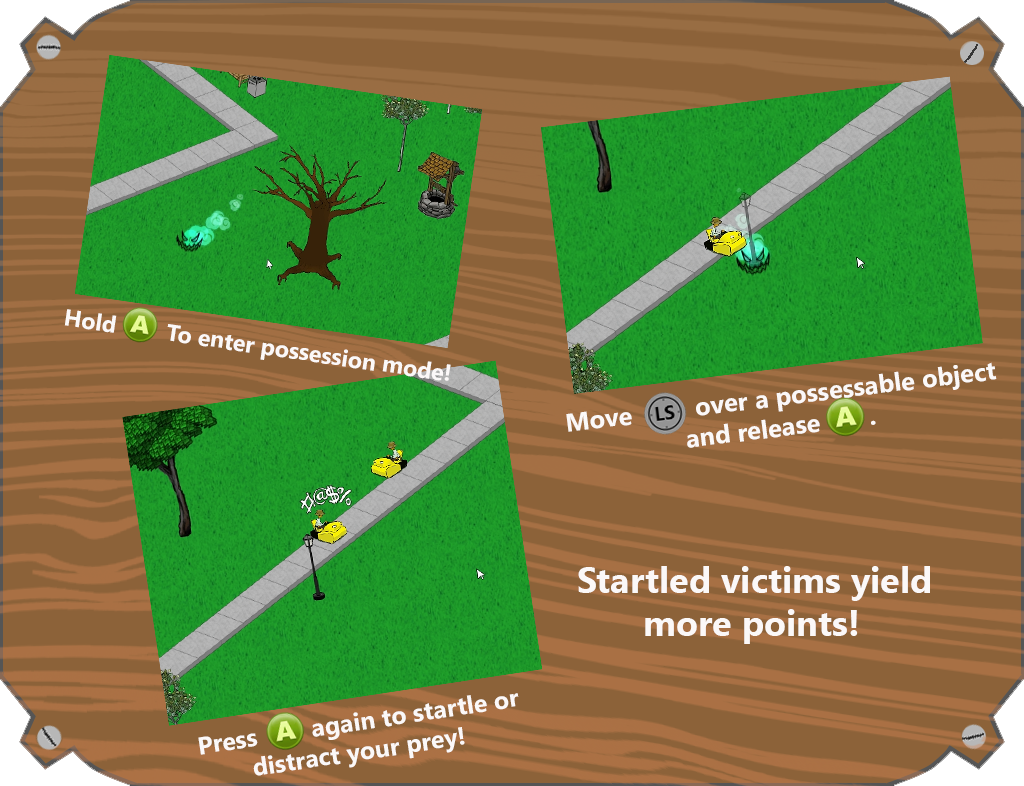 Hold A To enter possession mode!
Move LS over a possessable object
and release A .
#@$%
Press A again to startle or
distract your prey!
Startled victims yield
more points!